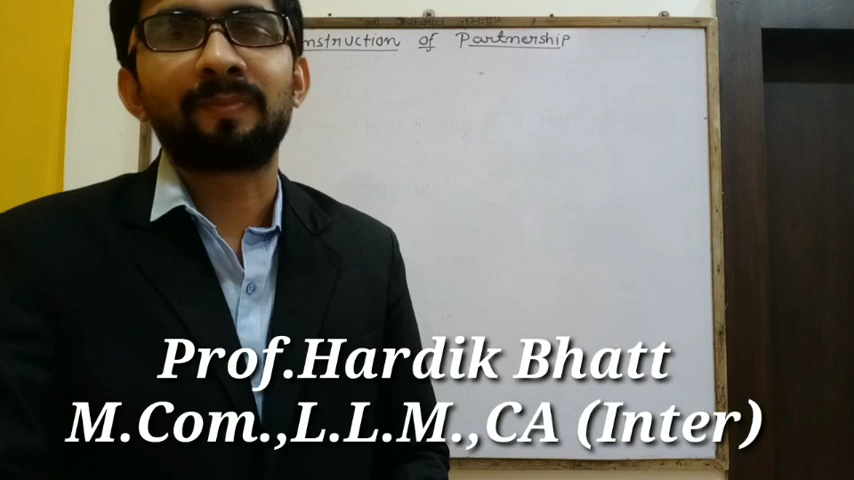 nstruction of Partnership
Prof.Hardik Bhatt
M.Com.,L.L.M.,CA (Inter)